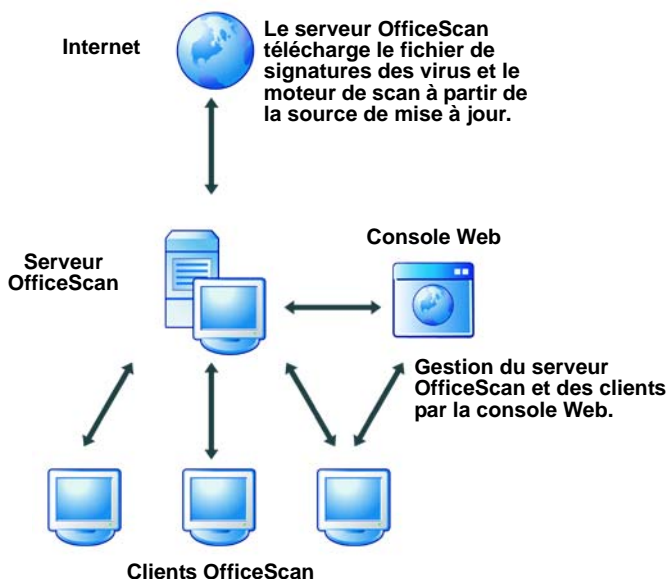 Internet
Le serveur OfficeScan
télécharge le fichier de
signatures des virus et le
moteur de scan à partir de
la source de mise à jour.
Console Web
Serveur
OfficeScan
Gestion du serveur
OfficeScan et des clients
par la console Web.
Clients OfficeScan